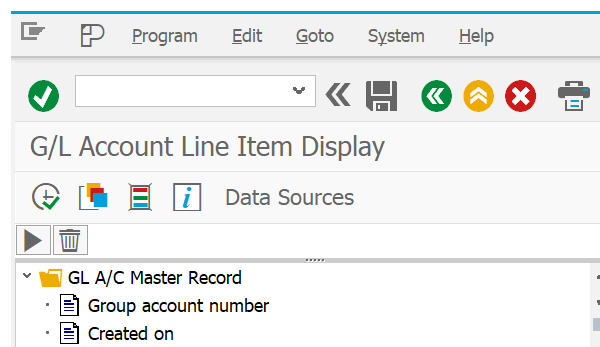 Program Edit Goto System Help
G/L Account Line Item Display
Data Sources
GL A/C Master Record
Group account number
Created on